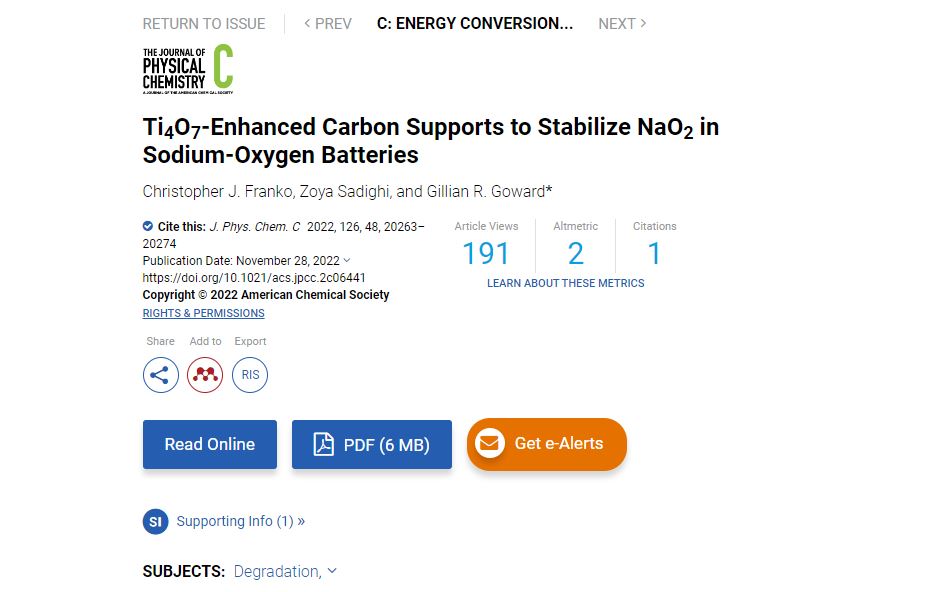 RETURN TO ISSUE < PREV C: ENERGY CONVERSION... NEXT >
THE JOURNAL OF
PHYSICAL
CHEMISTRY C
A JOURNAL OF THE AMERICAN CHEMICAL SOCIETY
Ti₄O₇-Enhanced Carbon Supports to Stabilize NaO₂ in
Sodium-Oxygen Batteries
Christopher J. Franko, Zoya Sadighi, and Gillian R. Goward*
Cite this: J. Phys. Chem. C 2022, 126, 48, 20263–
20274
Publication Date: November 28, 2022
https://doi.org/10.1021/acs.jpcc.2c06441
Copyright © 2022 American Chemical Society
RIGHTS & PERMISSIONS
Article Views Altmetric Citations
191 2 1
LEARN ABOUT THESE METRICS
Share Add to Export
RIS
Read Online PDF (6 MB) Get e-Alerts
SI Supporting Info (1) »
SUBJECTS: Degradation,